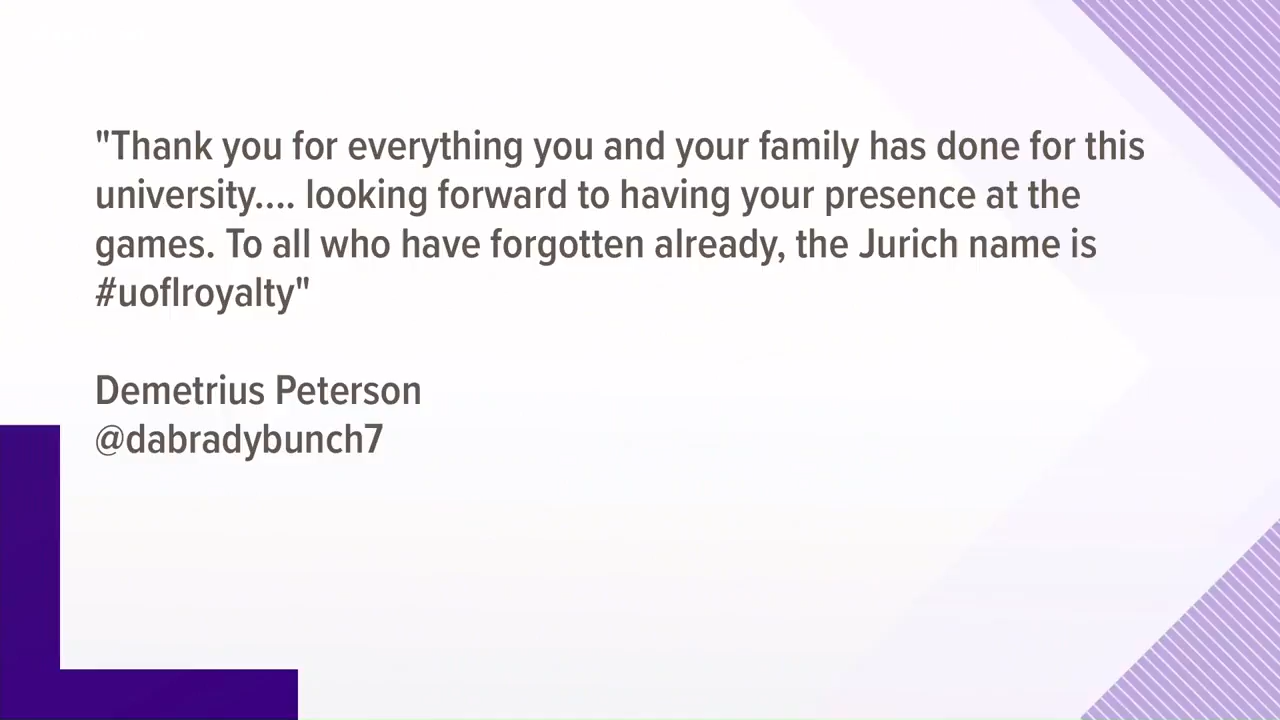 "Thank you for everything you and your family has done for this
university.... looking forward to having your presence at the
games. To all who have forgotten already, the Jurich name is
#uoflroyalty"
Demetrius Peterson
@dabradybunch7